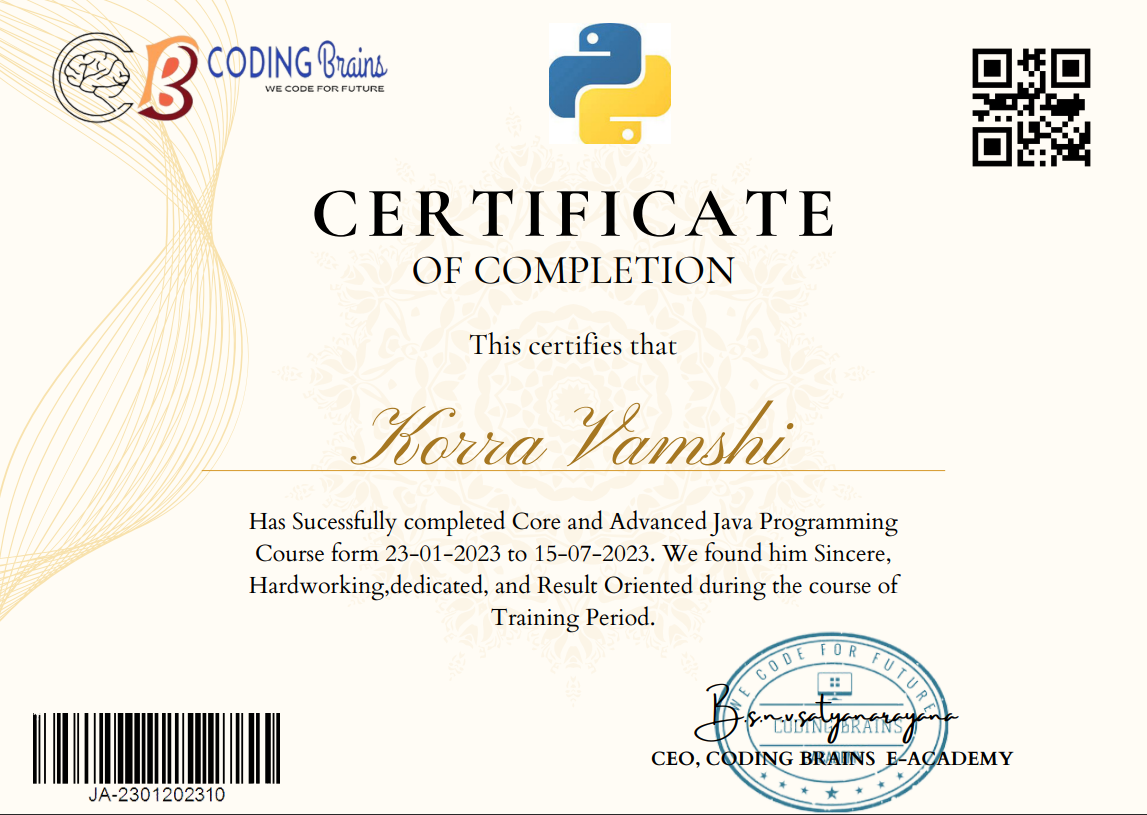 CODING Brains
WE CODE FOR FUTURE
CERTIFICATE
OF COMPLETION
This certifies that
Korra Vamshi
Has Sucessfully completed Core and Advanced Java Programming
Course form 23-01-2023 to 15-07-2023. We found him Sincere,
Hardworking,dedicated, and Result Oriented during the course of
Training Period.
WE CODE FOR FUTURE
B.s.n.v.satyanarayana
CODING BRAINS
CEO, CODING BRAINS E-ACADEMY
JA-2301202310